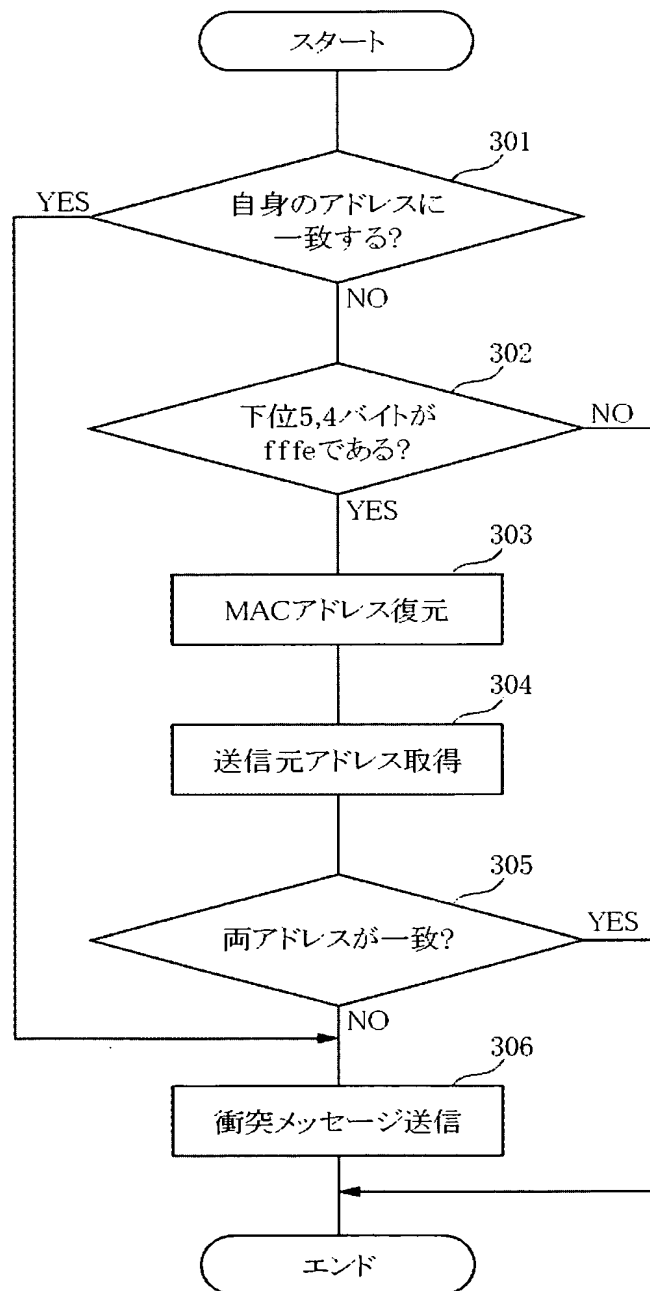 スタート
301
YES
自身のアドレスに
一致する?
NO
302
下位5,4バイトが
fffeである?
NO
YES
303
MACアドレス復元
304
送信元アドレス取得
305
両アドレスが一致?
YES
NO
306
衝突メッセージ送信
エンド